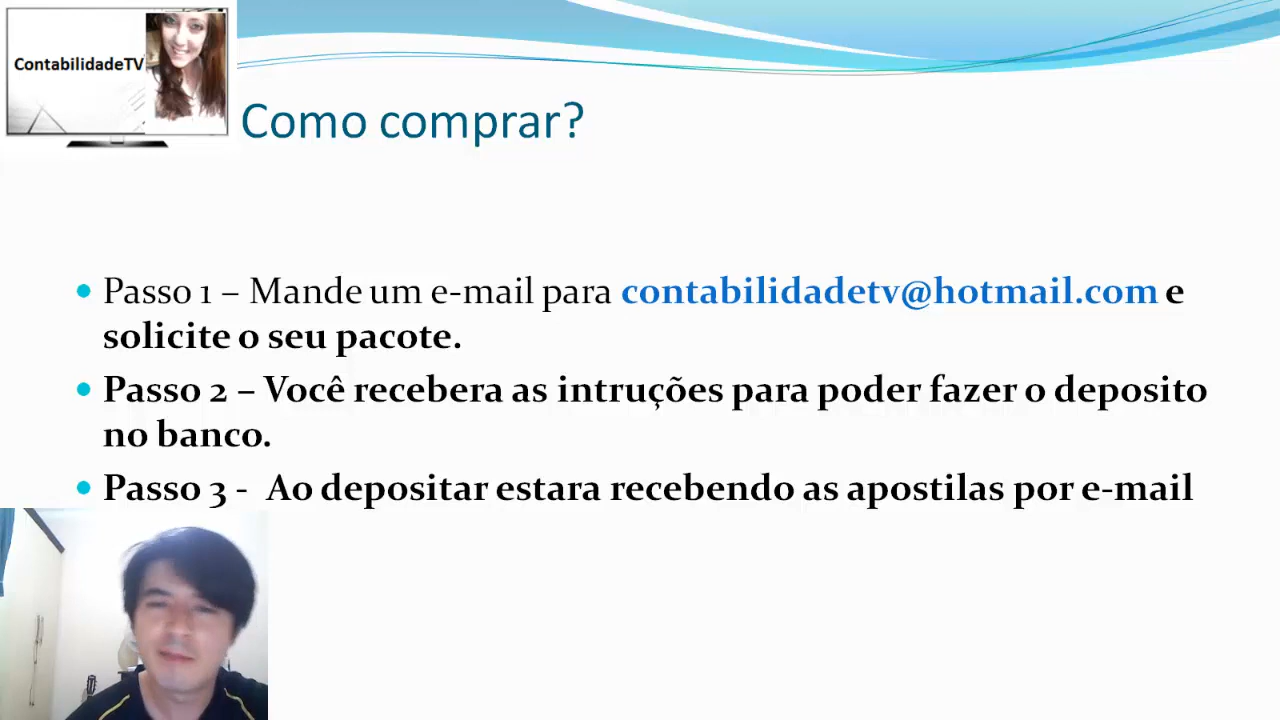 ContabilidadeTV
Como comprar?
Passo 1 – Mande um e-mail para contabilidadetv@hotmail.com e
solicite o seu pacote.
Passo 2 – Você recebera as intruções para poder fazer o deposito
no banco.
Passo 3 - Ao depositar estara recebendo as apostilas por e-mail